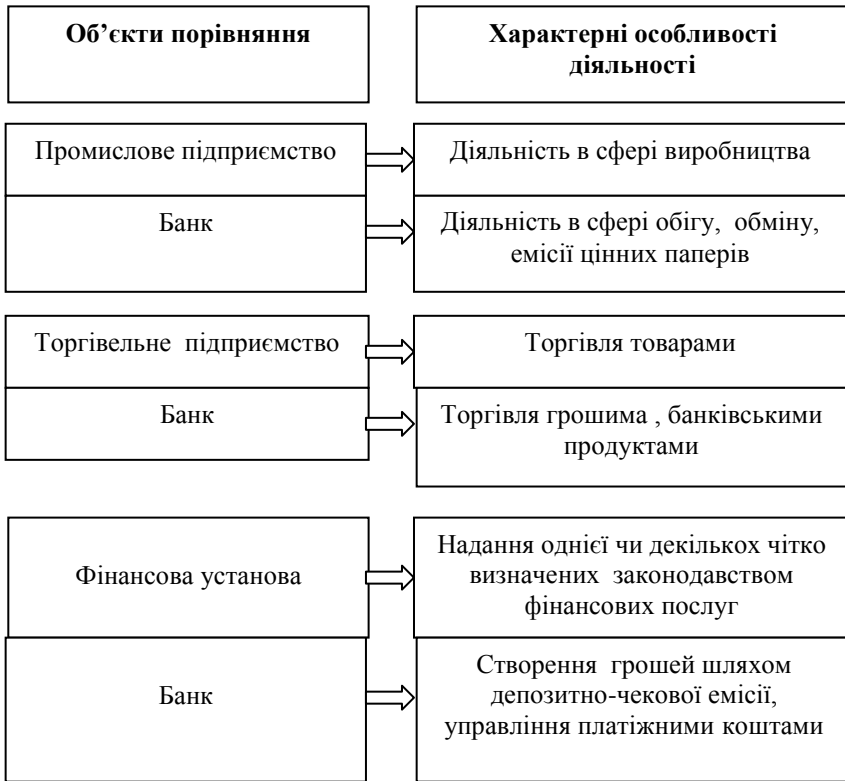 Об’єкти порівняння
Характерні особливості
діяльності
Промислове підприємство
Діяльність в сфері виробництва
Банк
Діяльність в сфері обігу, обміну,
емісії цінних паперів
Торгівельне підприємство
Торгівля товарами
Банк
Торгівля грошима , банківськими
продуктами
Фінансова установа
Надання однієї чи декількох чітко
визначених законодавством
фінансових послуг
Банк
Створення грошей шляхом
депозитно-чекової емісії,
управління платіжними коштами